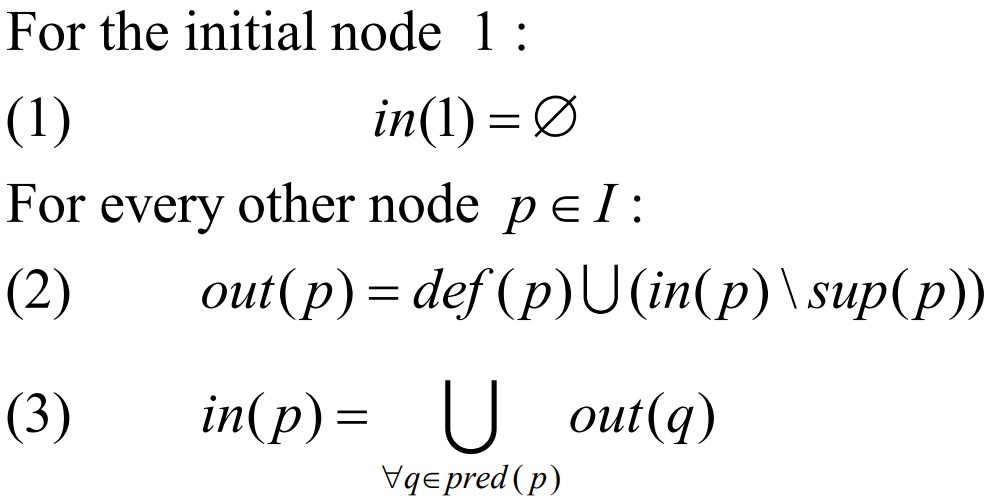 For the initial node 1 :
(1) in(1) = ∅
For every other node p ∈ I :
(2) out(p) = def(p) ∪ (in(p) \ sup(p))
(3) in(p) = ⋃ out(q)
∀q∈pred(p)